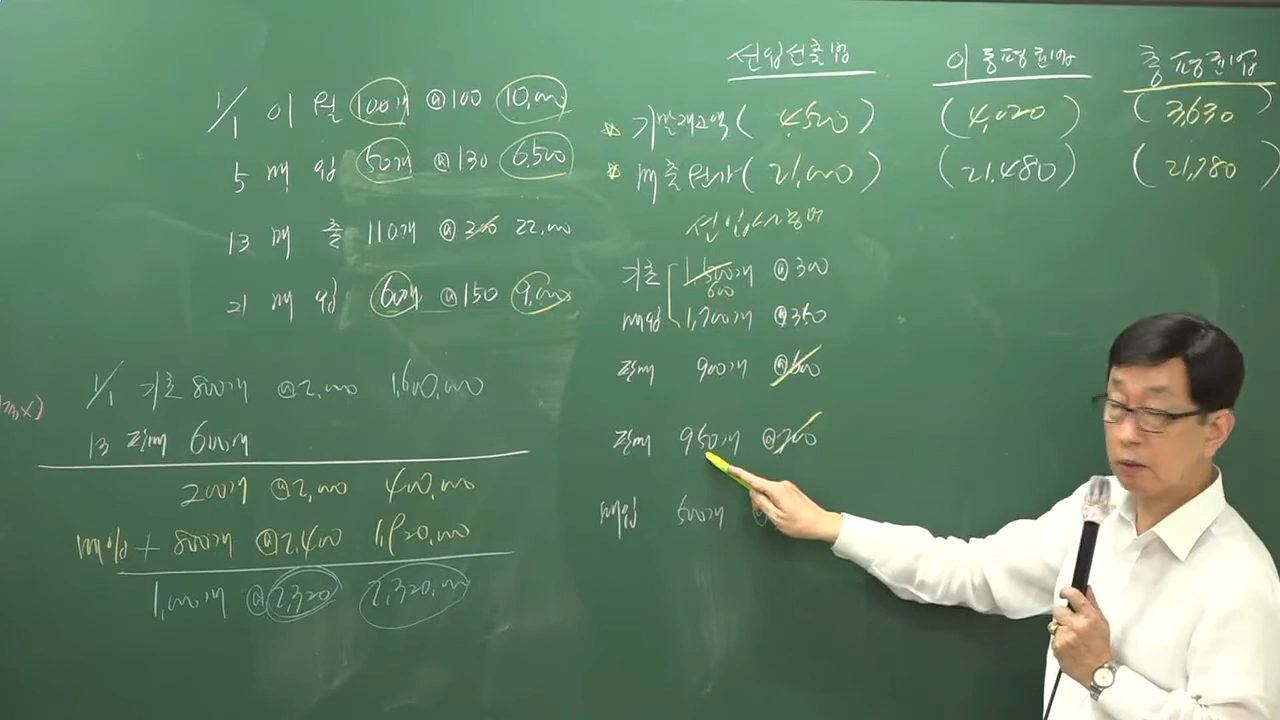 1/1 이월 100개 @100 10,000
5 매입 50개 @130 6,500
13 매출 110개 @200 22,000
21 매입 60개 @150 9,000
1/1 기초 800개 @2,000 1,600,000
13 판매 600개
200개 @2,000 400,000
매입 + 800개 @2,400 1,920,000
1,000개 @2,320 2,320,000
선입선출법 이동평균법 총평균법
기말재고액 ( 4,500 ) ( 4,020 ) ( 3,630 )
매출원가 ( 21,000 ) ( 21,480 ) ( 21,780 )
선입선출법
기초 1,500개 @300
600
매입 1,700개 @350
판매 900개
판매 950개
매입 500개 @